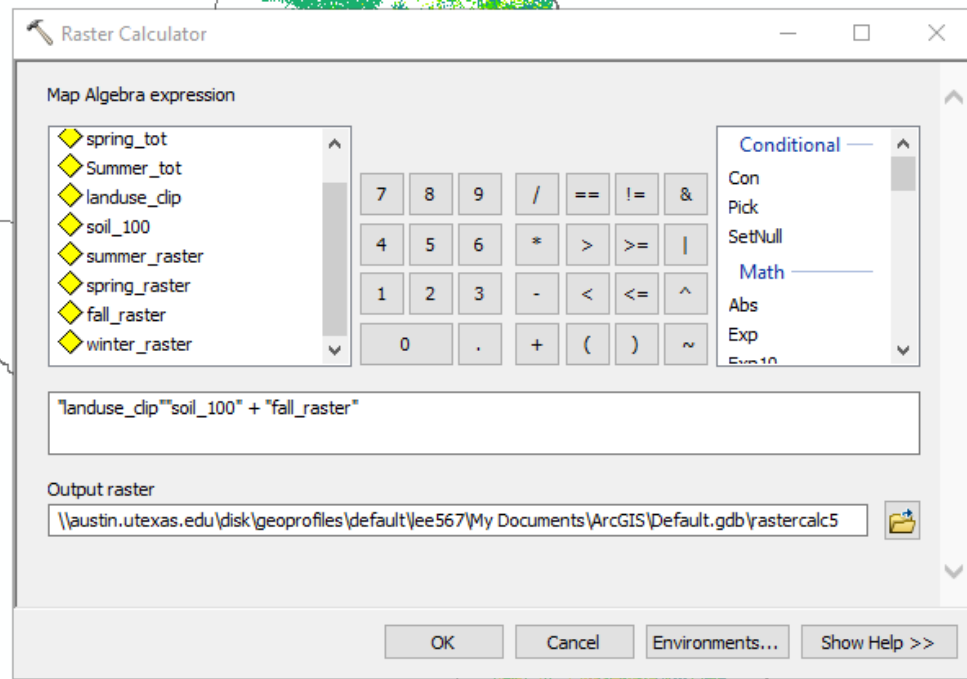 Raster Calculator
Map Algebra expression
spring_tot
Summer_tot
landuse_clip
soil_100
summer_raster
spring_raster
fall_raster
winter_raster
7 8 9 / == != &
4 5 6 * > >= |
1 2 3 - < <= ^
0 . + ( ) ~
Conditional
Con
Pick
SetNull
Math
Abs
Exp
Exp10
"landuse_clip""soil_100" + "fall_raster"
Output raster
\\austin.utexas.edu\disk\geoprofiles\default\lee567\My Documents\ArcGIS\Default.gdb\rastercalc5
OK Cancel Environments... Show Help >>